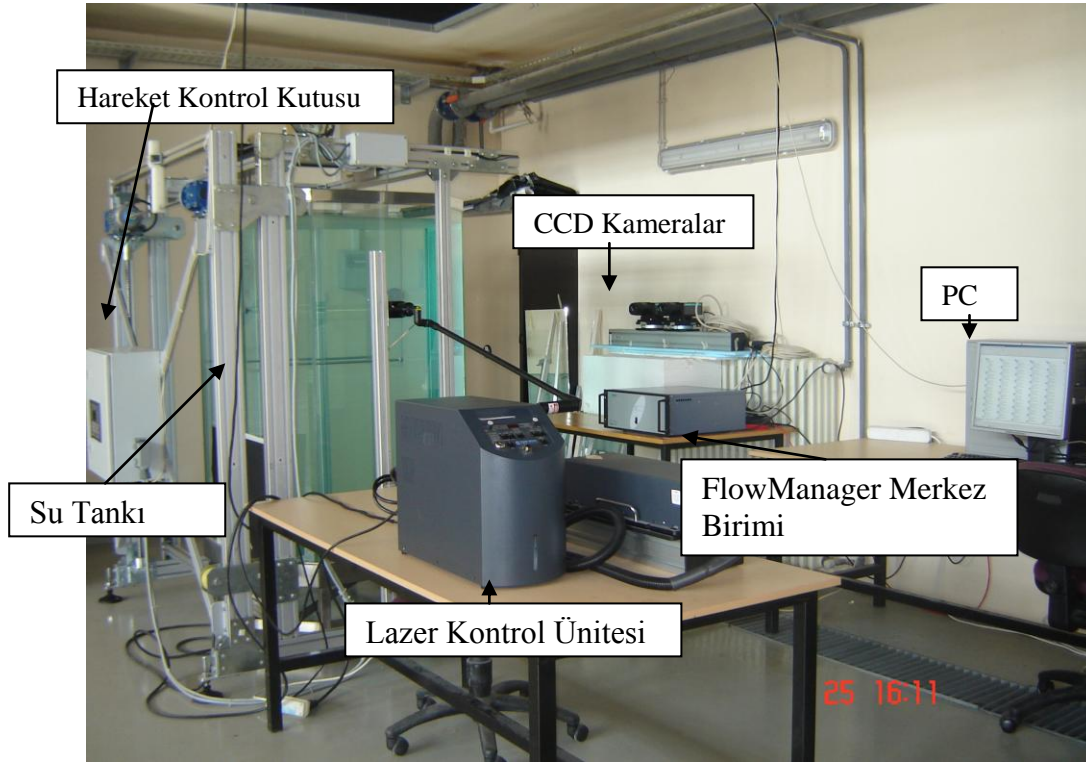 Hareket Kontrol Kutusu
CCD Kameralar
PC
Su Tankı
FlowManager Merkez
Birimi
Lazer Kontrol Ünitesi
25 16:11